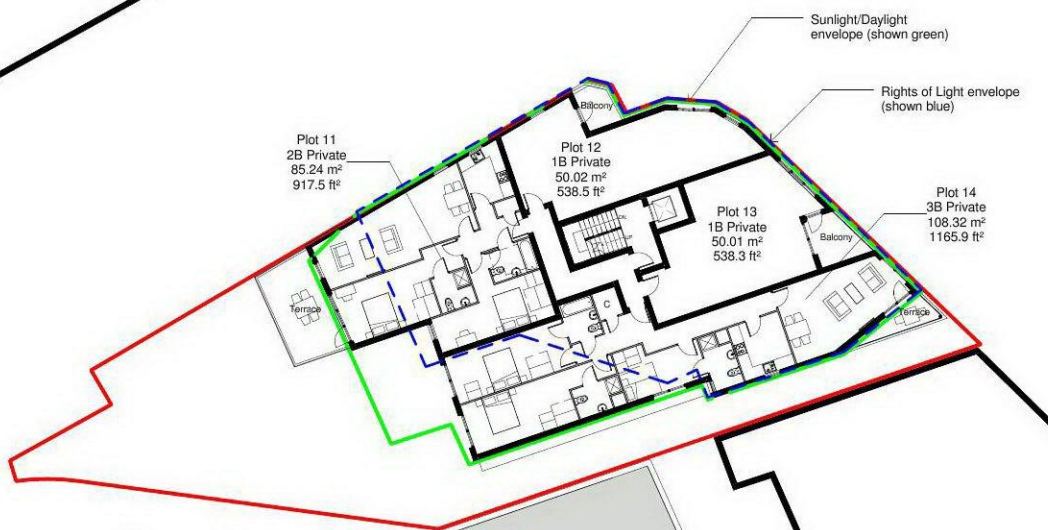 Sunlight/Daylight
envelope (shown green)
Rights of Light envelope
(shown blue)
Balcony
Plot 11
2B Private
85.24 m²
917.5 ft²
Plot 12
1B Private
50.02 m²
538.5 ft²
Plot 13
1B Private
50.01 m²
538.3 ft²
Plot 14
3B Private
108.32 m²
1165.9 ft²
Balcony
Terrace
Terrace
C